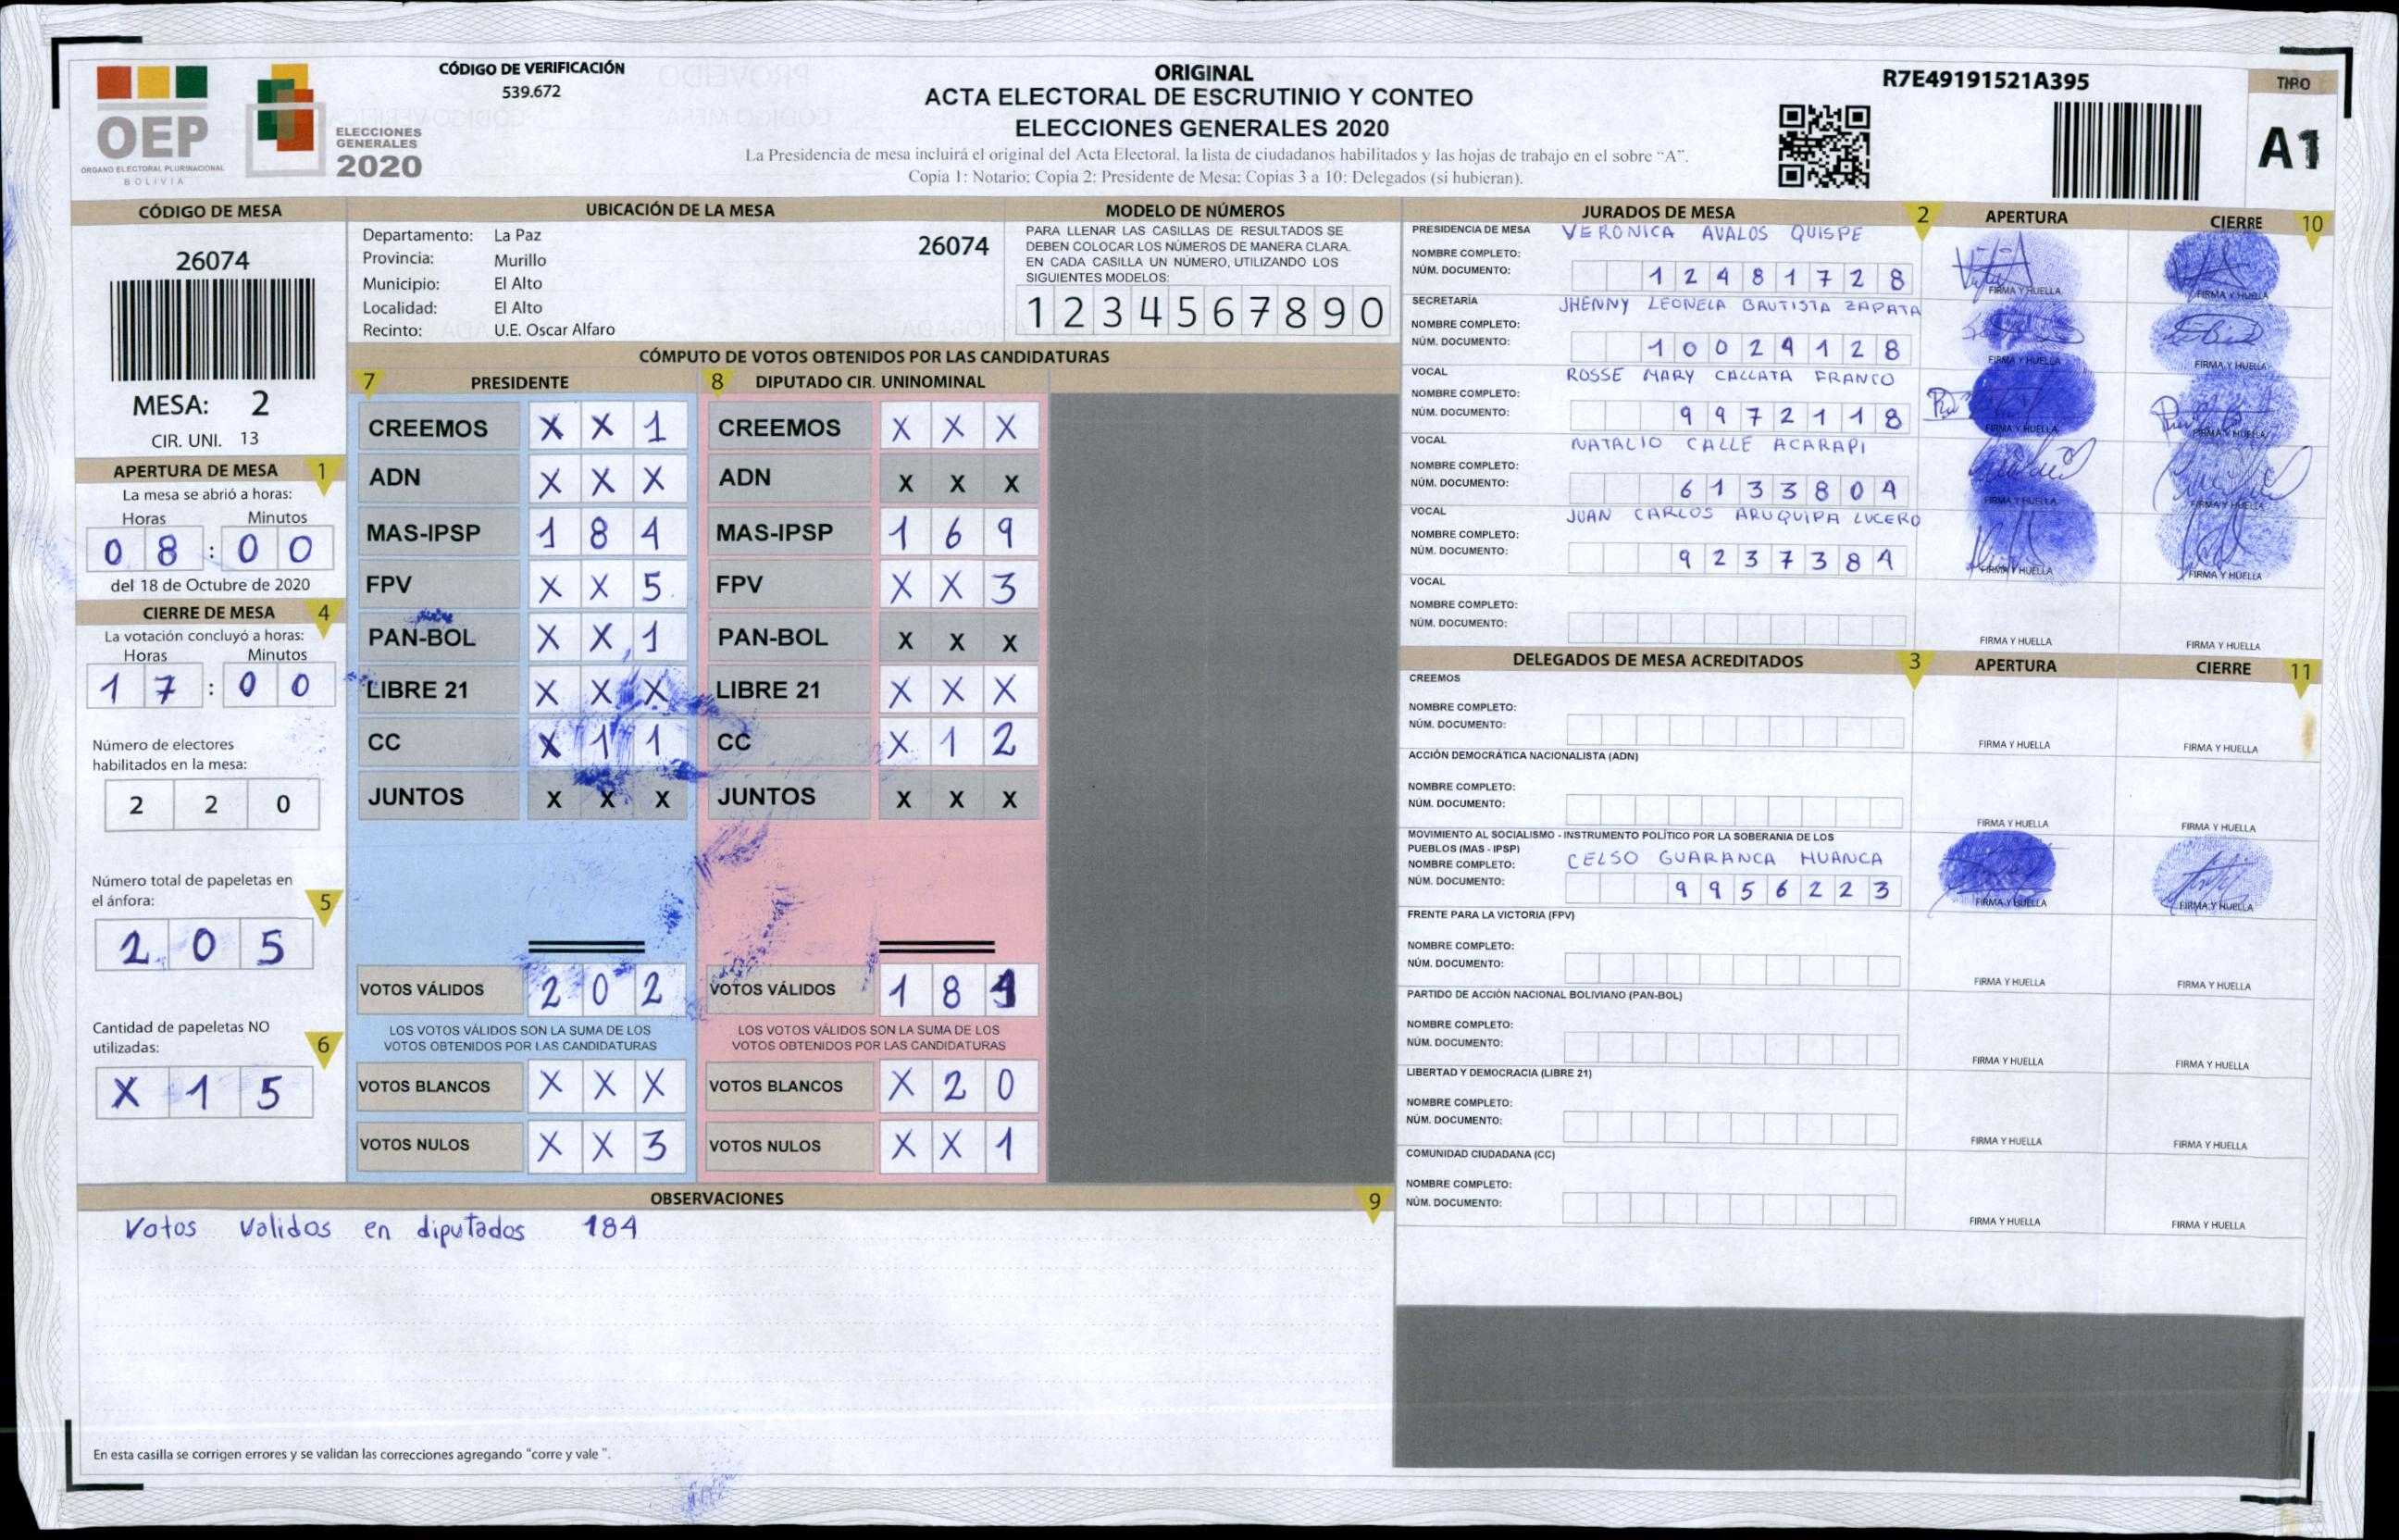 OEP
ÓRGANO ELECTORAL PLURINACIONAL
BOLIVIA
ELECCIONES
GENERALES
2020
CÓDIGO DE VERIFICACIÓN
539.672
ORIGINAL
ACTA ELECTORAL DE ESCRUTINIO Y CONTEO
ELECCIONES GENERALES 2020
La Presidencia de mesa incluirá el original del Acta Electoral, la lista de ciudadanos habilitados y las hojas de trabajo en el sobre “A”.
Copia 1: Notario; Copia 2: Presidente de Mesa; Copias 3 a 10: Delegados (si hubieran).
R7E49191521A395
TIRO
A1
CÓDIGO DE MESA
26074
MESA: 2
CIR. UNI. 13
UBICACIÓN DE LA MESA
Departamento: La Paz
26074
Provincia: Murillo
Municipio: El Alto
Localidad: El Alto
Recinto: U.E. Oscar Alfaro
MODELO DE NÚMEROS
PARA LLENAR LAS CASILLAS DE RESULTADOS SE
DEBEN COLOCAR LOS NÚMEROS DE MANERA CLARA.
EN CADA CASILLA UN NÚMERO, UTILIZANDO LOS
SIGUIENTES MODELOS:
1 2 3 4 5 6 7 8 9 0
APERTURA DE MESA 1
La mesa se abrió a horas:
Horas Minutos
0 8 : 0 0
del 18 de Octubre de 2020
CIERRE DE MESA 4
La votación concluyó a horas:
Horas Minutos
1 7 : 0 0
Número de electores
habilitados en la mesa:
2 2 0
Número total de papeletas en
el ánfora: 5
2 0 5
Cantidad de papeletas NO
utilizadas: 6
X 1 5
CÓMPUTO DE VOTOS OBTENIDOS POR LAS CANDIDATURAS
7 PRESIDENTE 8 DIPUTADO CIR. UNINOMINAL
CREEMOS X X 1 CREEMOS X X X
ADN X X X ADN X X X
MAS-IPSP 1 8 4 MAS-IPSP 1 6 9
FPV X X 5 FPV X X 3
PAN-BOL X X 1 PAN-BOL X X X
LIBRE 21 X X X LIBRE 21 X X X
CC X 1 1 CC X 1 2
JUNTOS X X X JUNTOS X X X
VOTOS VÁLIDOS 2 0 2 VOTOS VÁLIDOS 1 8
LOS VOTOS VÁLIDOS SON LA SUMA DE LOS LOS VOTOS VÁLIDOS SON LA SUMA DE LOS
VOTOS OBTENIDOS POR LAS CANDIDATURAS VOTOS OBTENIDOS POR LAS CANDIDATURAS
VOTOS BLANCOS X X X VOTOS BLANCOS X 2 0
VOTOS NULOS X X 3 VOTOS NULOS X X 1
OBSERVACIONES 9
Votos validos en diputados 184
En esta casilla se corrigen errores y se validan las correcciones agregando "corre y vale ".
JURADOS DE MESA 2 APERTURA CIERRE 10
PRESIDENCIA DE MESA VERONICA AVALOS QUISPE
NOMBRE COMPLETO:
NÚM. DOCUMENTO: 1 2 4 8 1 7 2 8
FIRMA Y HUELLA FIRMA Y HUELLA
SECRETARÍA JHENNY LEONELA BAUTISTA ZAPATA
NOMBRE COMPLETO:
NÚM. DOCUMENTO: 1 0 0 2 4 1 2 8
FIRMA Y HUELLA FIRMA Y HUELLA
VOCAL ROSSE MARY CALLATA FRANCO
NOMBRE COMPLETO:
NÚM. DOCUMENTO: 9 9 7 2 1 1 8
FIRMA Y HUELLA FIRMA Y HUELLA
VOCAL NATALIO CALLE ACARAPI
NOMBRE COMPLETO:
NÚM. DOCUMENTO: 6 1 3 3 8 0 4
FIRMA Y HUELLA FIRMA Y HUELLA
VOCAL JUAN CARLOS ARUQUIPA LUCERO
NOMBRE COMPLETO:
NÚM. DOCUMENTO: 9 2 3 7 3 8 4
FIRMA Y HUELLA FIRMA Y HUELLA
VOCAL
NOMBRE COMPLETO:
NÚM. DOCUMENTO:
FIRMA Y HUELLA FIRMA Y HUELLA
DELEGADOS DE MESA ACREDITADOS 3 APERTURA CIERRE 11
CREEMOS
NOMBRE COMPLETO:
NÚM. DOCUMENTO:
FIRMA Y HUELLA FIRMA Y HUELLA
ACCIÓN DEMOCRÁTICA NACIONALISTA (ADN)
NOMBRE COMPLETO:
NÚM. DOCUMENTO:
FIRMA Y HUELLA FIRMA Y HUELLA
MOVIMIENTO AL SOCIALISMO - INSTRUMENTO POLÍTICO POR LA SOBERANIA DE LOS
PUEBLOS (MAS - IPSP)
NOMBRE COMPLETO: CELSO GUARANCA HUANCA
NÚM. DOCUMENTO: 9 9 5 6 2 2 3
FIRMA Y HUELLA FIRMA Y HUELLA
FRENTE PARA LA VICTORIA (FPV)
NOMBRE COMPLETO:
NÚM. DOCUMENTO:
FIRMA Y HUELLA FIRMA Y HUELLA
PARTIDO DE ACCIÓN NACIONAL BOLIVIANO (PAN-BOL)
NOMBRE COMPLETO:
NÚM. DOCUMENTO:
FIRMA Y HUELLA FIRMA Y HUELLA
LIBERTAD Y DEMOCRACIA (LIBRE 21)
NOMBRE COMPLETO:
NÚM. DOCUMENTO:
FIRMA Y HUELLA FIRMA Y HUELLA
COMUNIDAD CIUDADANA (CC)
NOMBRE COMPLETO:
NÚM. DOCUMENTO:
FIRMA Y HUELLA FIRMA Y HUELLA